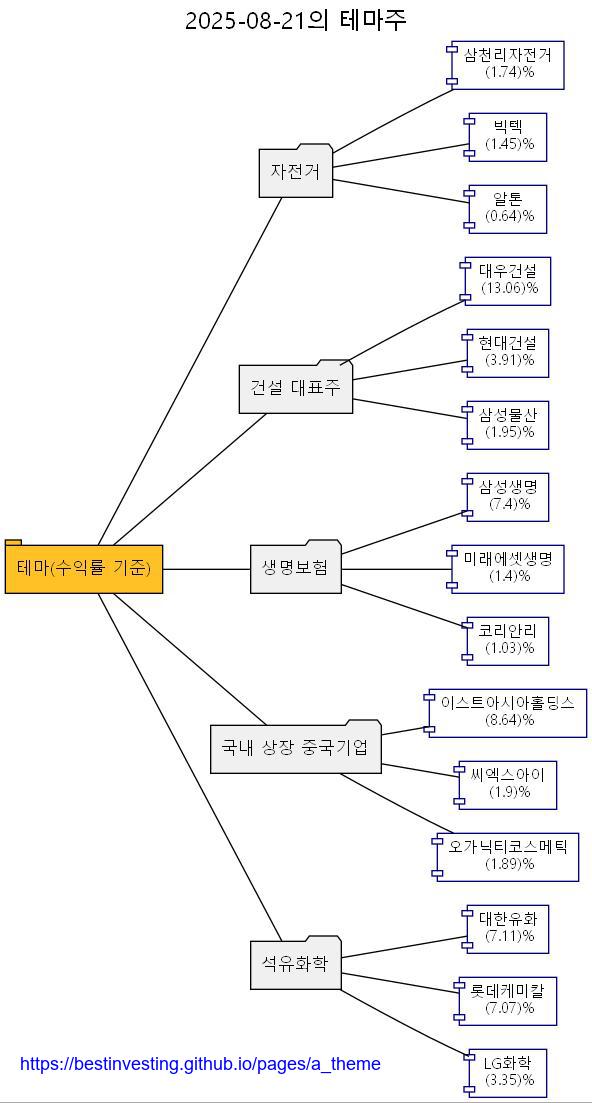 2025-08-21의 테마주
삼천리자전거
(1.74)%
빅텍
(1.45)%
자전거
알톤
(0.64)%
대우건설
(13.06)%
현대건설
(3.91)%
건설 대표주
삼성물산
(1.95)%
삼성생명
(7.4)%
테마(수익률 기준)
생명보험
미래에셋생명
(1.4)%
코리안리
(1.03)%
이스트아시아홀딩스
(8.64)%
국내 상장 중국기업
씨엑스아이
(1.9)%
오가닉티코스메틱
(1.89)%
대한유화
(7.11)%
석유화학
롯데케미칼
(7.07)%
LG화학
(3.35)%
https://bestinvesting.github.io/pages/a_theme